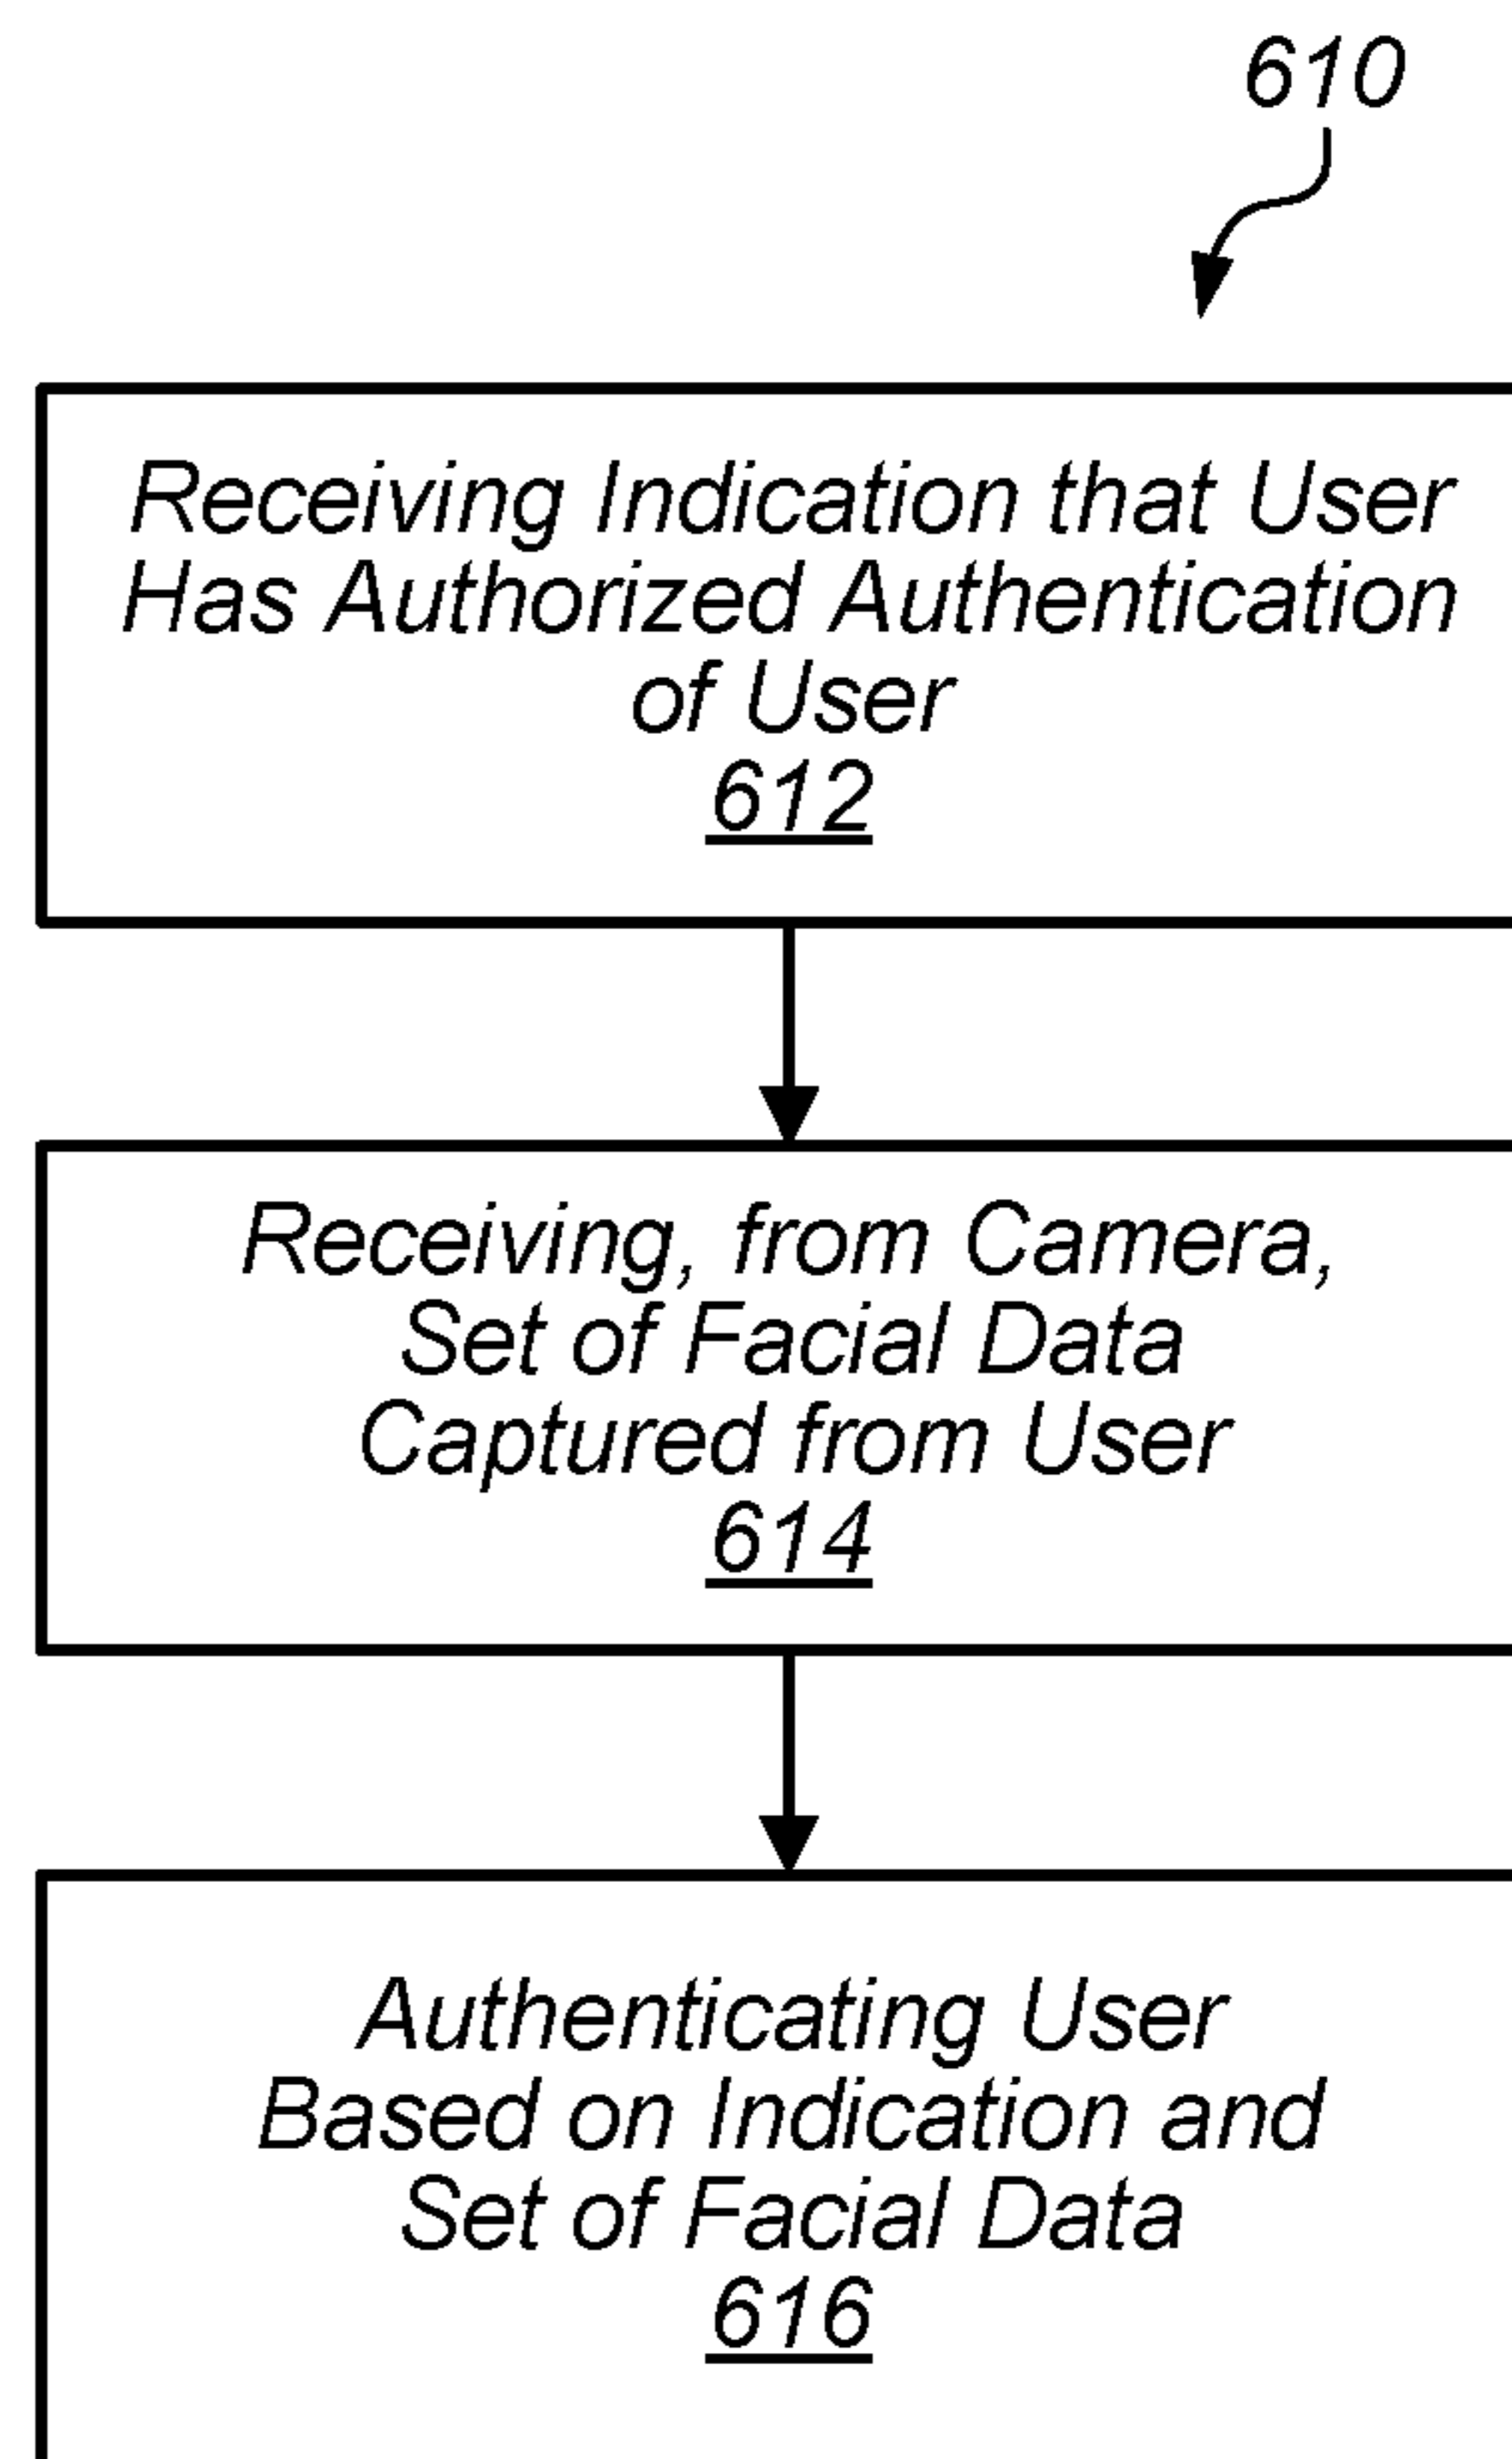 610
Receiving Indication that User
Has Authorized Authentication
of User
612
Receiving, from Camera,
Set of Facial Data
Captured from User
614
Authenticating User
Based on Indication and
Set of Facial Data
616